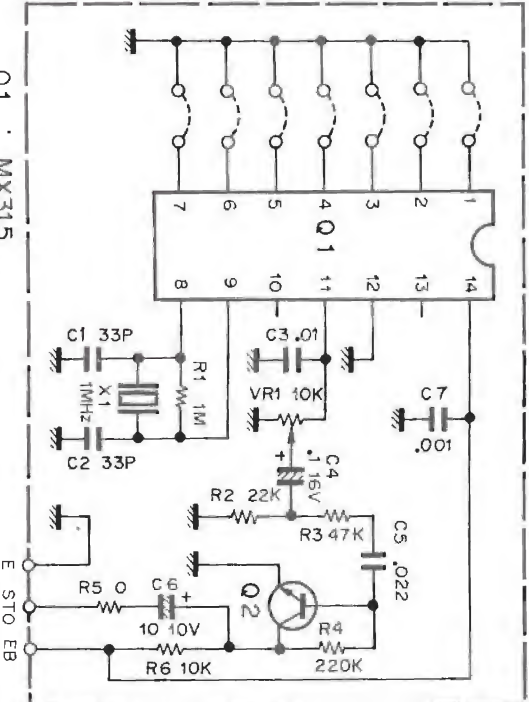 7 6 5 4 3 2 1
Q1
8 9 10 11 12 13 14
Q1 : MX315
C1 33P
R1 1M
X1
1MHz
C2 33P
C3 .01
VR1 10K
C7
.001
C4
.1 16V
R2 22K
R3 47K
C5
.022
Q2
R4
220K
R5 0
C6
+
10 10V
R6 10K
+
E
STO
EB